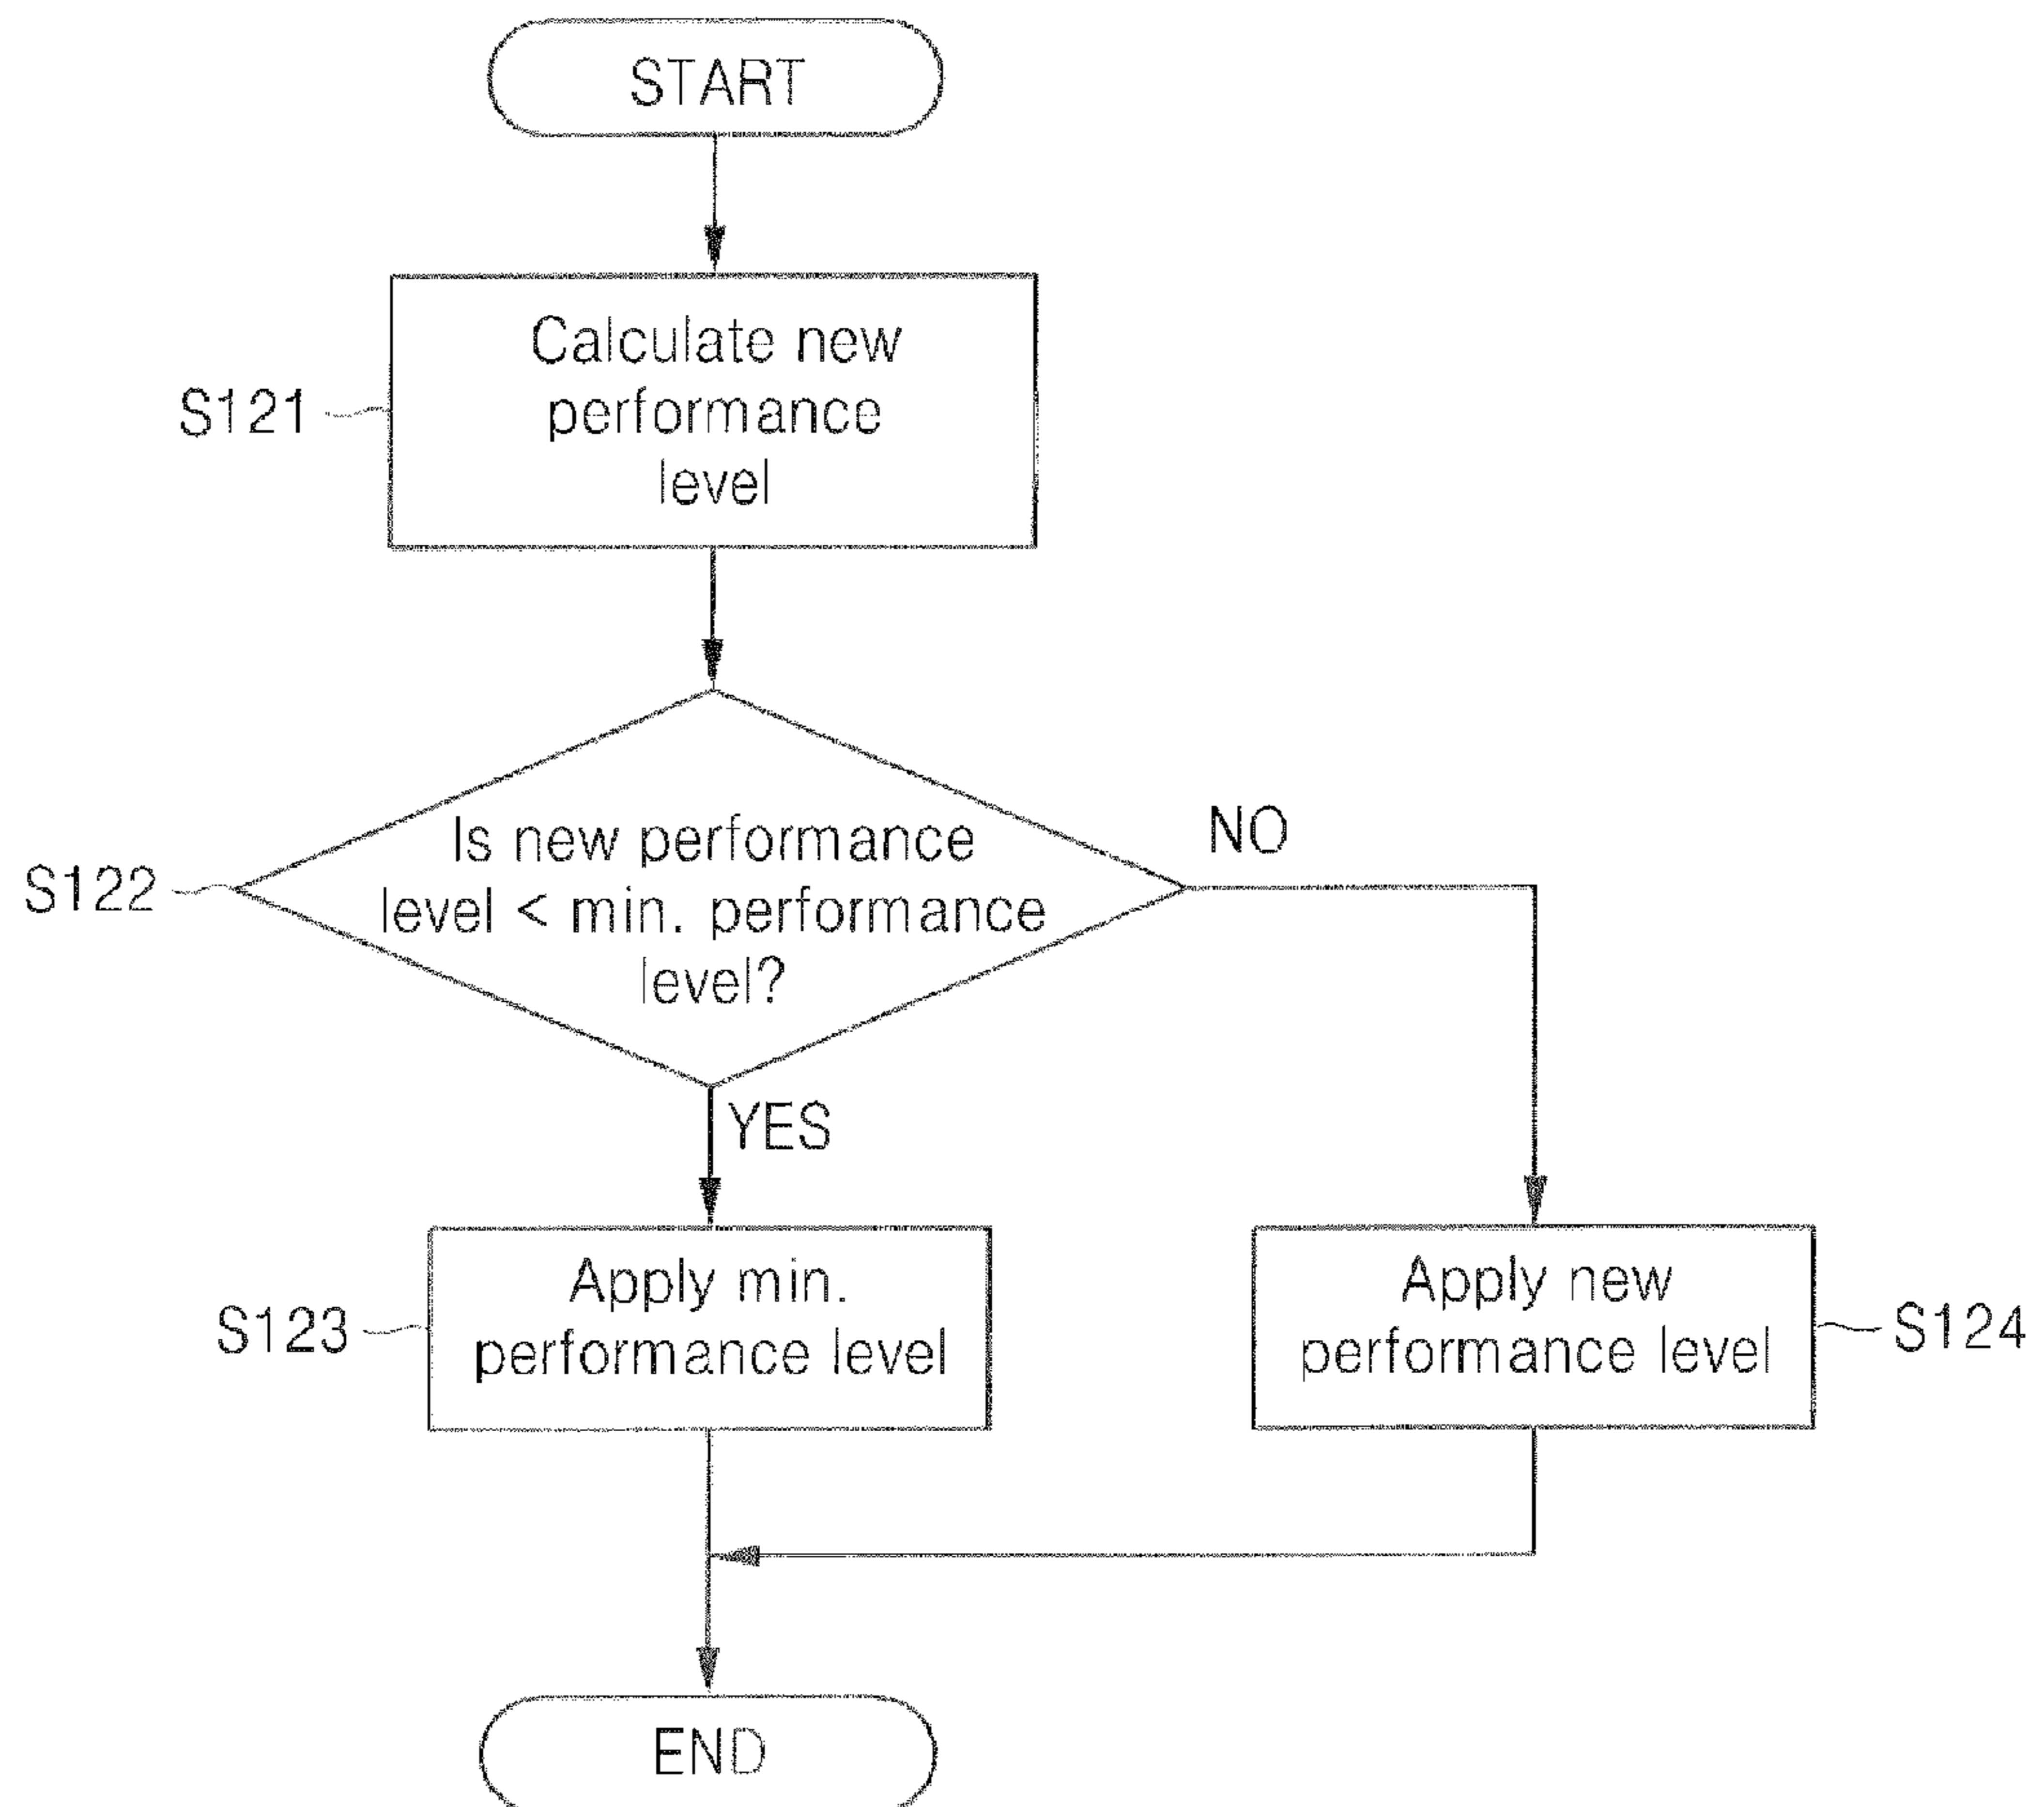 START
Calculate new
performance
level
S121
Is new performance
level < min. performance
level?
S122
NO
YES
Apply min.
performance level
S123
Apply new
performance level
S124
END